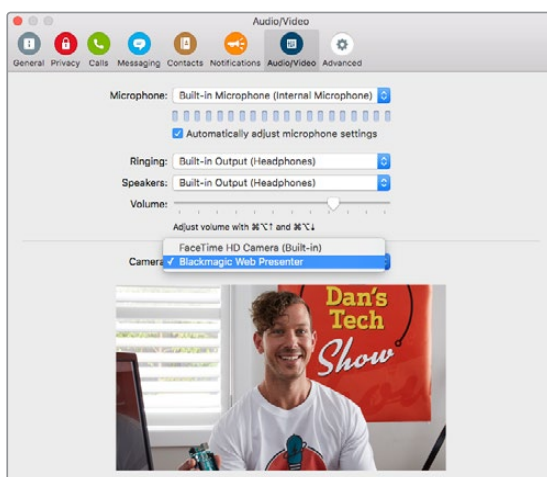 Audio/Video
General Privacy Calls Messaging Contacts Notifications Audio/Video Advanced
Microphone: Built-in Microphone (Internal Microphone)
Automatically adjust microphone settings
Ringing: Built-in Output (Headphones)
Speakers: Built-in Output (Headphones)
Volume:
Adjust volume with ⌘⌥↑ and ⌘⌥↓
FaceTime HD Camera (Built-in)
Camera ✓ Blackmagic Web Presenter
Dan's
Tech
Show